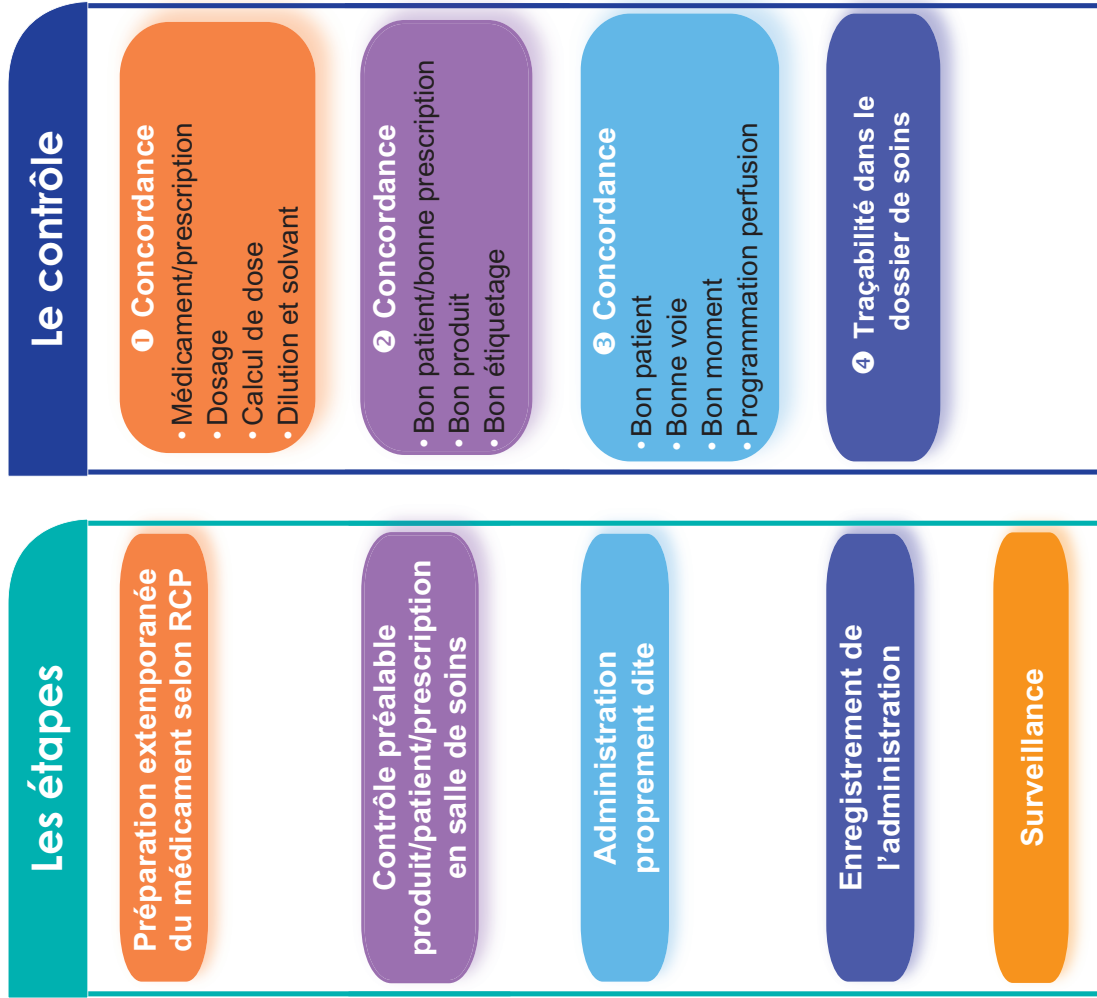 Les étapes
Préparation extemporanée
du médicament selon RCP
Contrôle préalable
produit/patient/prescription
en salle de soins
Administration
proprement dite
Enregistrement de
l'administration
Surveillance
Le contrôle
❶ Concordance
• Médicament/prescription
• Dosage
• Calcul de dose
• Dilution et solvant
❷ Concordance
• Bon patient/bonne prescription
• Bon produit
• Bon étiquetage
❸ Concordance
• Bon patient
• Bonne voie
• Bon moment
• Programmation perfusion
❹ Traçabilité dans le
dossier de soins